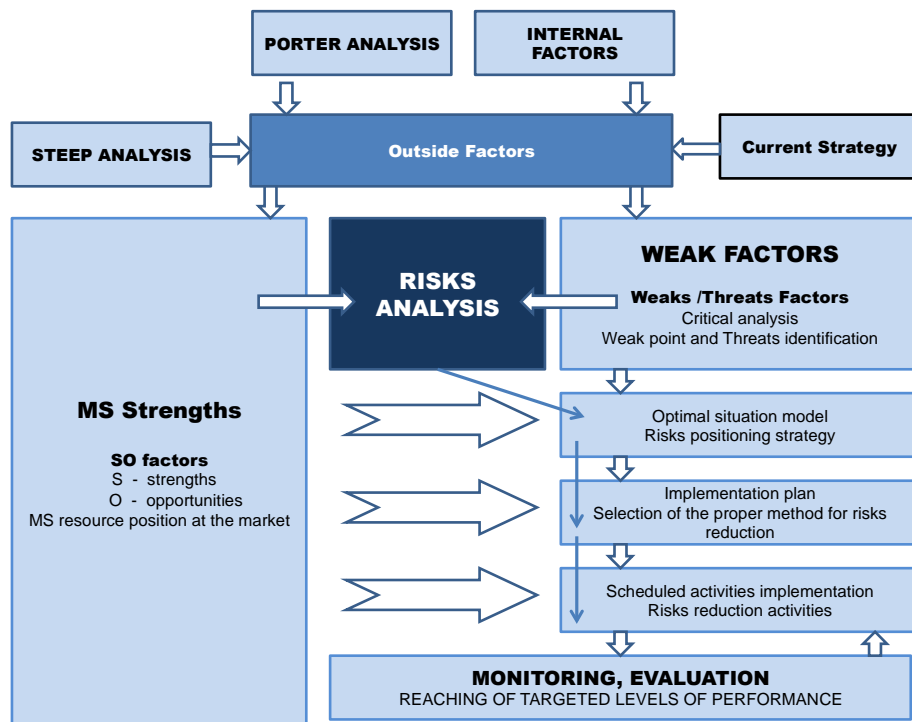 PORTER ANALYSIS
INTERNAL
FACTORS
STEEP ANALYSIS
Outside Factors
Current Strategy
MS Strengths
SO factors
S - strengths
O - opportunities
MS resource position at the market
RISKS
ANALYSIS
WEAK FACTORS
Weaks /Threats Factors
Critical analysis
Weak point and Threats identification
Optimal situation model
Risks positioning strategy
Implementation plan
Selection of the proper method for risks
reduction
Scheduled activities implementation
Risks reduction activities
MONITORING, EVALUATION
REACHING OF TARGETED LEVELS OF PERFORMANCE